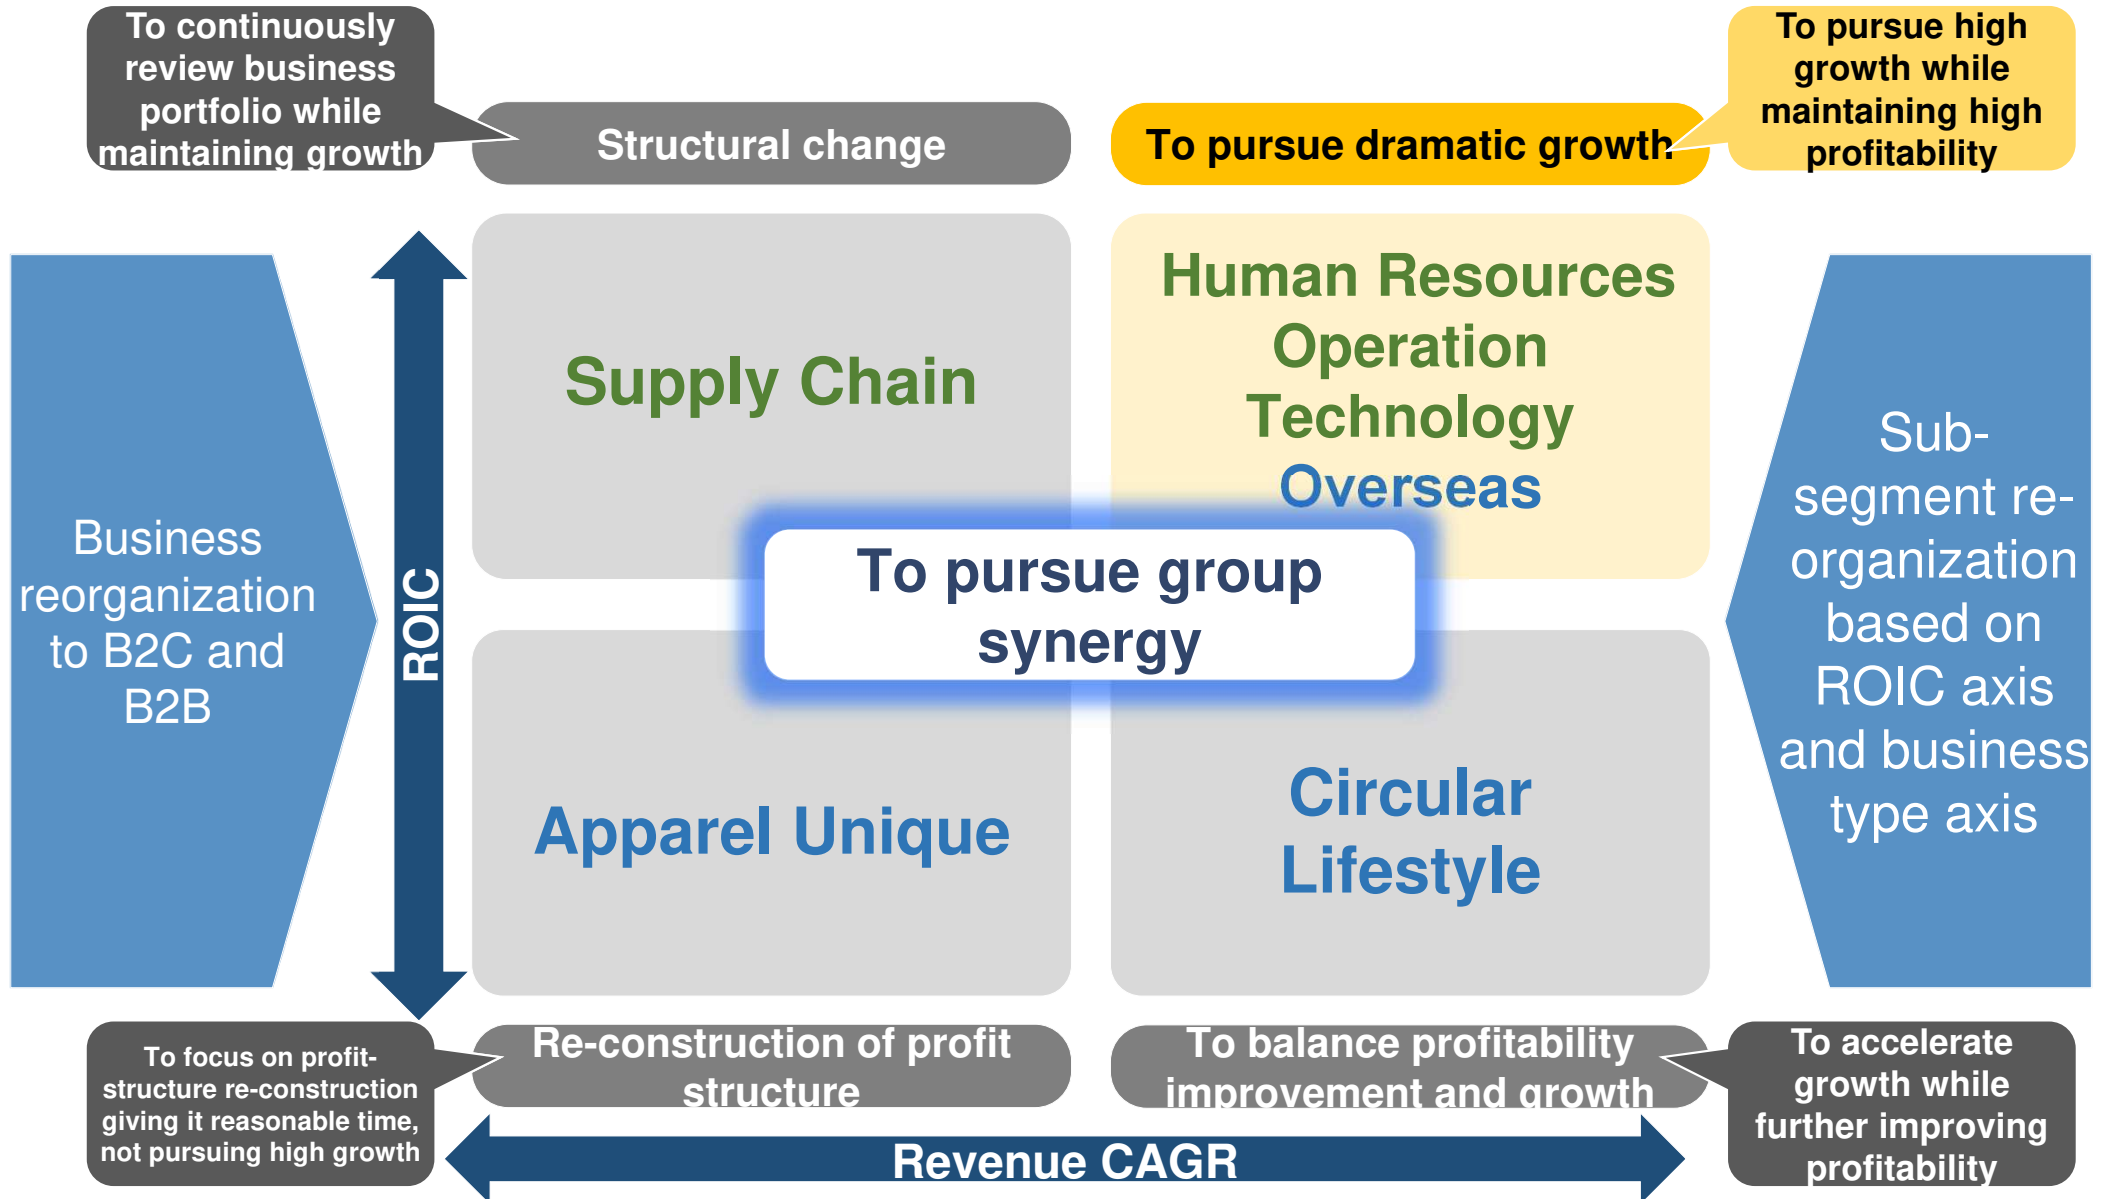 To continuously
review business
portfolio while
maintaining growth
Structural change
To pursue dramatic growth
To pursue high
growth while
maintaining high
profitability
Business
reorganization
to B2C and
B2B
ROIC
Supply Chain
Human Resources
Operation
Technology
Overseas
To pursue group
synergy
Apparel Unique
Circular
Lifestyle
Sub-
segment re-
organization
based on
ROIC axis
and business
type axis
To focus on profit-
structure re-construction
giving it reasonable time,
not pursuing high growth
Re-construction of profit
structure
To balance profitability
improvement and growth
To accelerate
growth while
further improving
profitability
Revenue CAGR